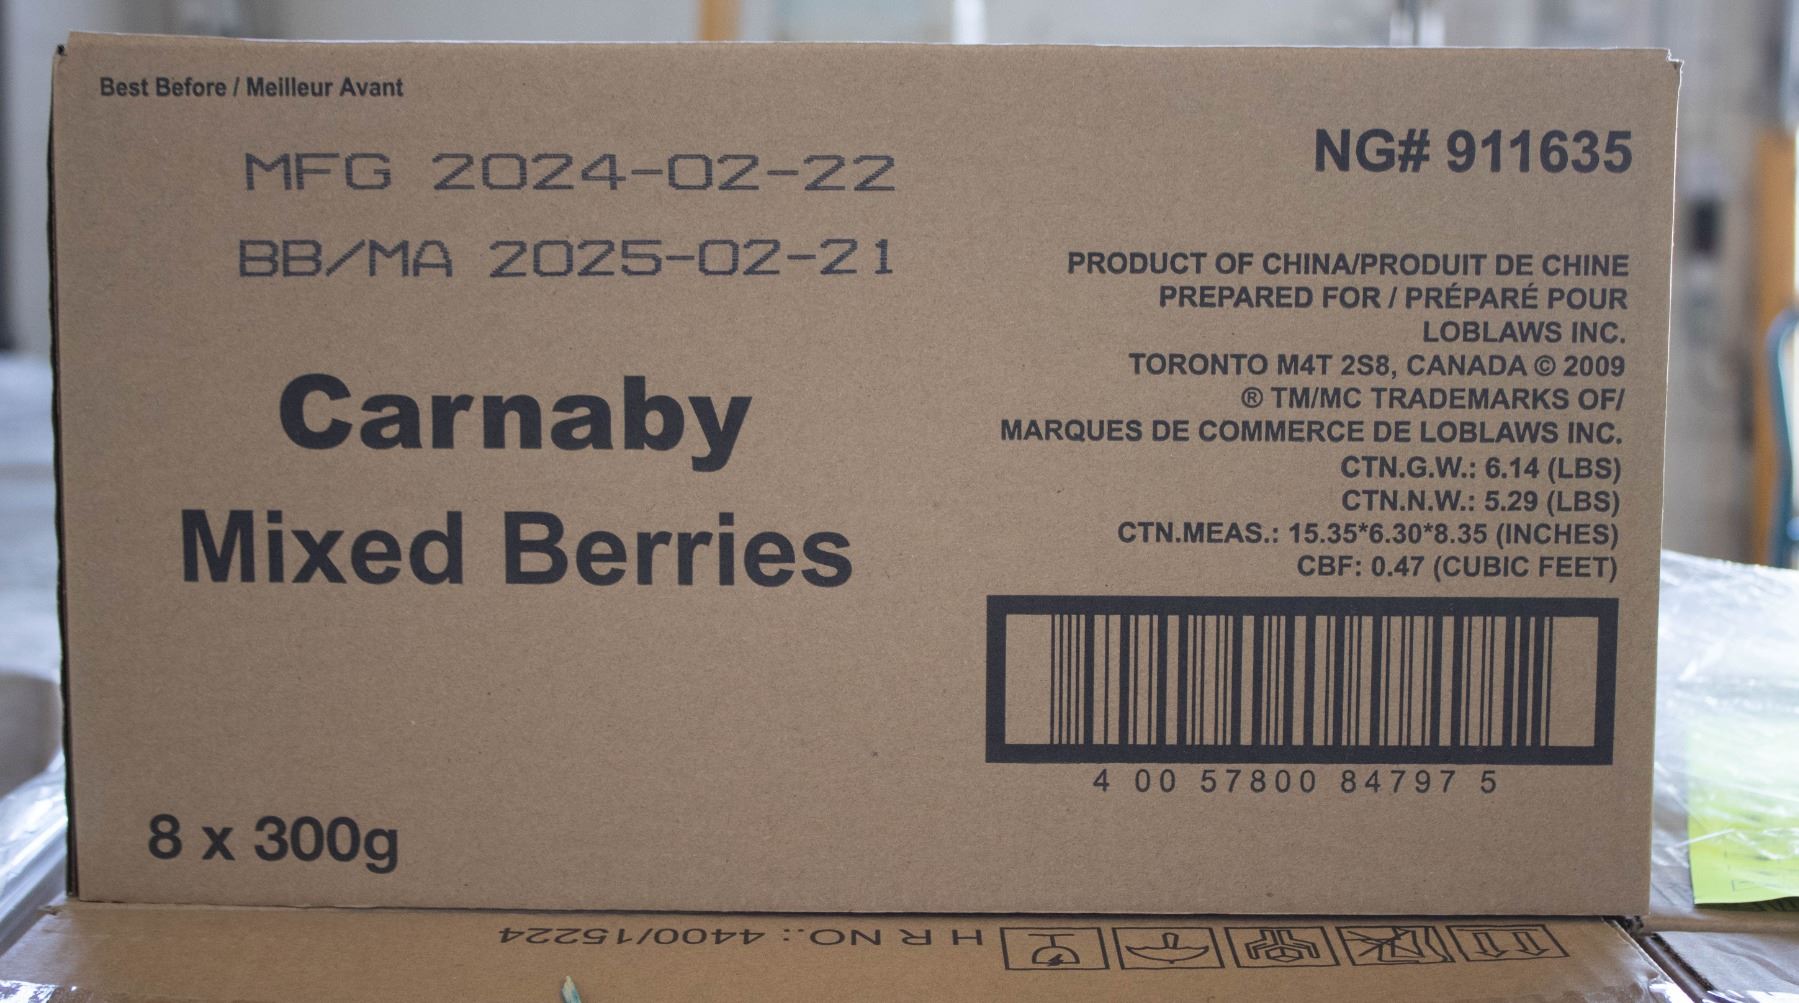 Best Before / Meilleur Avant
MFG 2024-02-22
BB/MA 2025-02-21
Carnaby
Mixed Berries
8 x 300g
NG# 911635
PRODUCT OF CHINA/PRODUIT DE CHINE
PREPARED FOR / PRÉPARÉ POUR
LOBLAWS INC.
TORONTO M4T 2S8, CANADA © 2009
® TM/MC TRADEMARKS OF/
MARQUES DE COMMERCE DE LOBLAWS INC.
CTN.G.W.: 6.14 (LBS)
CTN.N.W.: 5.29 (LBS)
CTN.MEAS.: 15.35*6.30*8.35 (INCHES)
CBF: 0.47 (CUBIC FEET)
4 00 57800 84797 5
H R NO.: 4400/15224